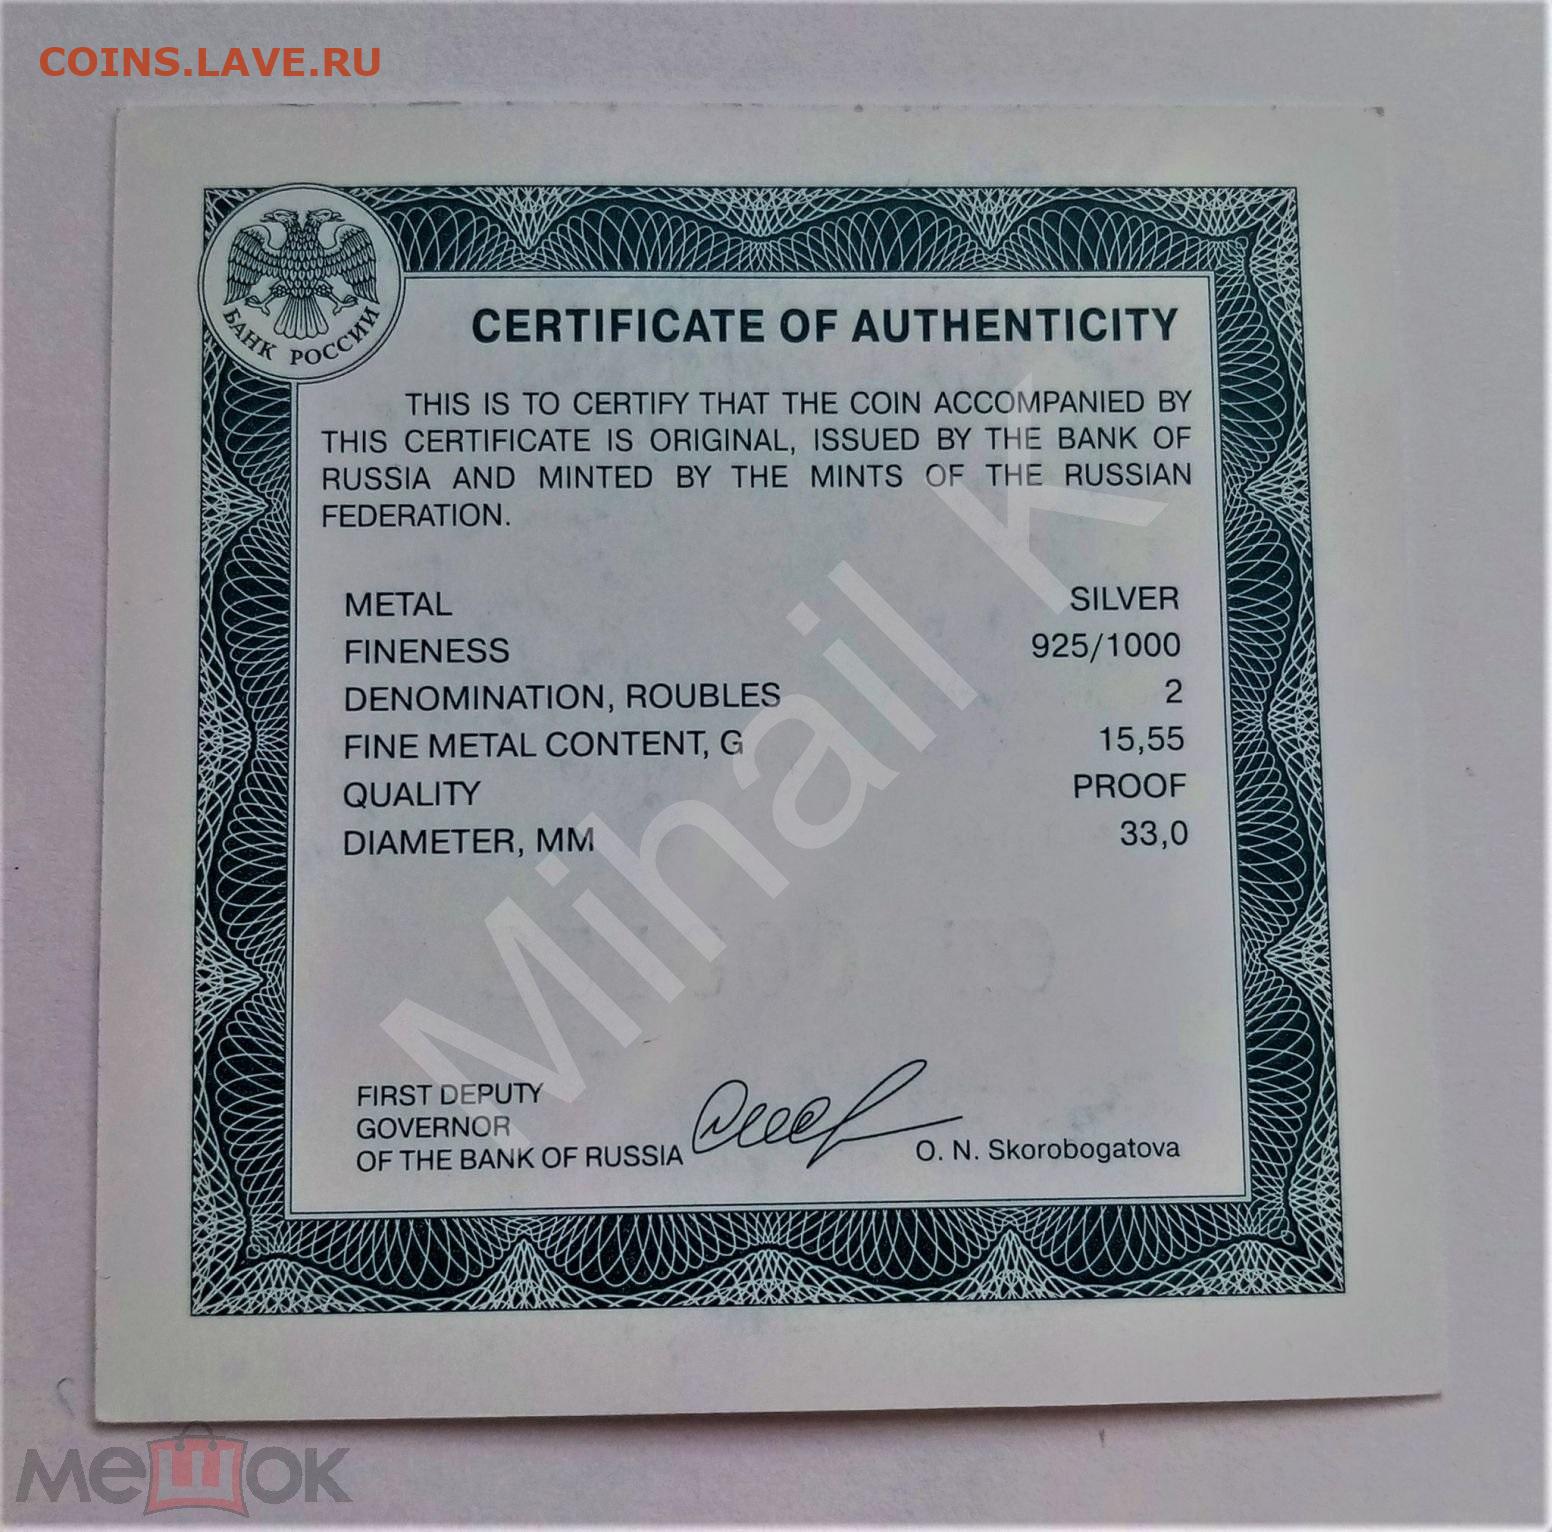 COINS.LAVE.RU
БАНК РОССИИ
CERTIFICATE OF AUTHENTICITY
THIS IS TO CERTIFY THAT THE COIN ACCOMPANIED BY
THIS CERTIFICATE IS ORIGINAL, ISSUED BY THE BANK OF
RUSSIA AND MINTED BY THE MINTS OF THE RUSSIAN
FEDERATION.
METAL SILVER
FINENESS 925/1000
DENOMINATION, ROUBLES 2
FINE METAL CONTENT, G 15,55
QUALITY PROOF
DIAMETER, MM 33,0
Mihail K
FIRST DEPUTY
GOVERNOR
OF THE BANK OF RUSSIA O. N. Skorobogatova
мешок